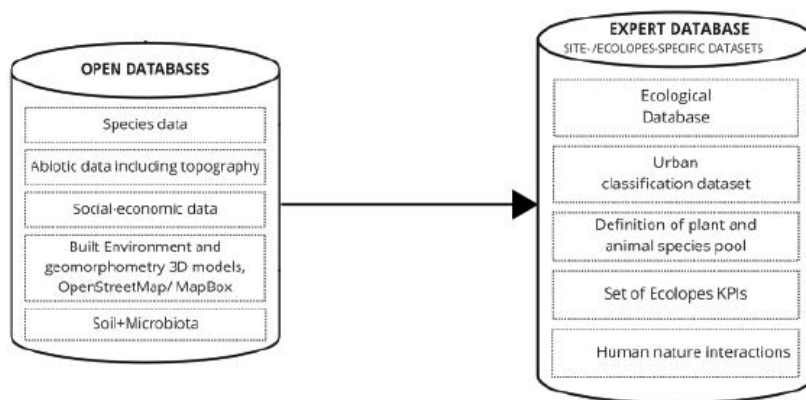 OPEN DATABASES
Species data
Abiotic data including topography
Social-economic data
Built Environment and
geomorphometry 3D models,
OpenStreetMap/ MapBox
Soil+Microbiota
EXPERT DATABASE
SITE-/ECOLOPES-SPECIFIC DATASETS
Ecological
Database
Urban
classification dataset
Definition of plant and
animal species pool
Set of Ecolopes KPIs
Human nature interactions